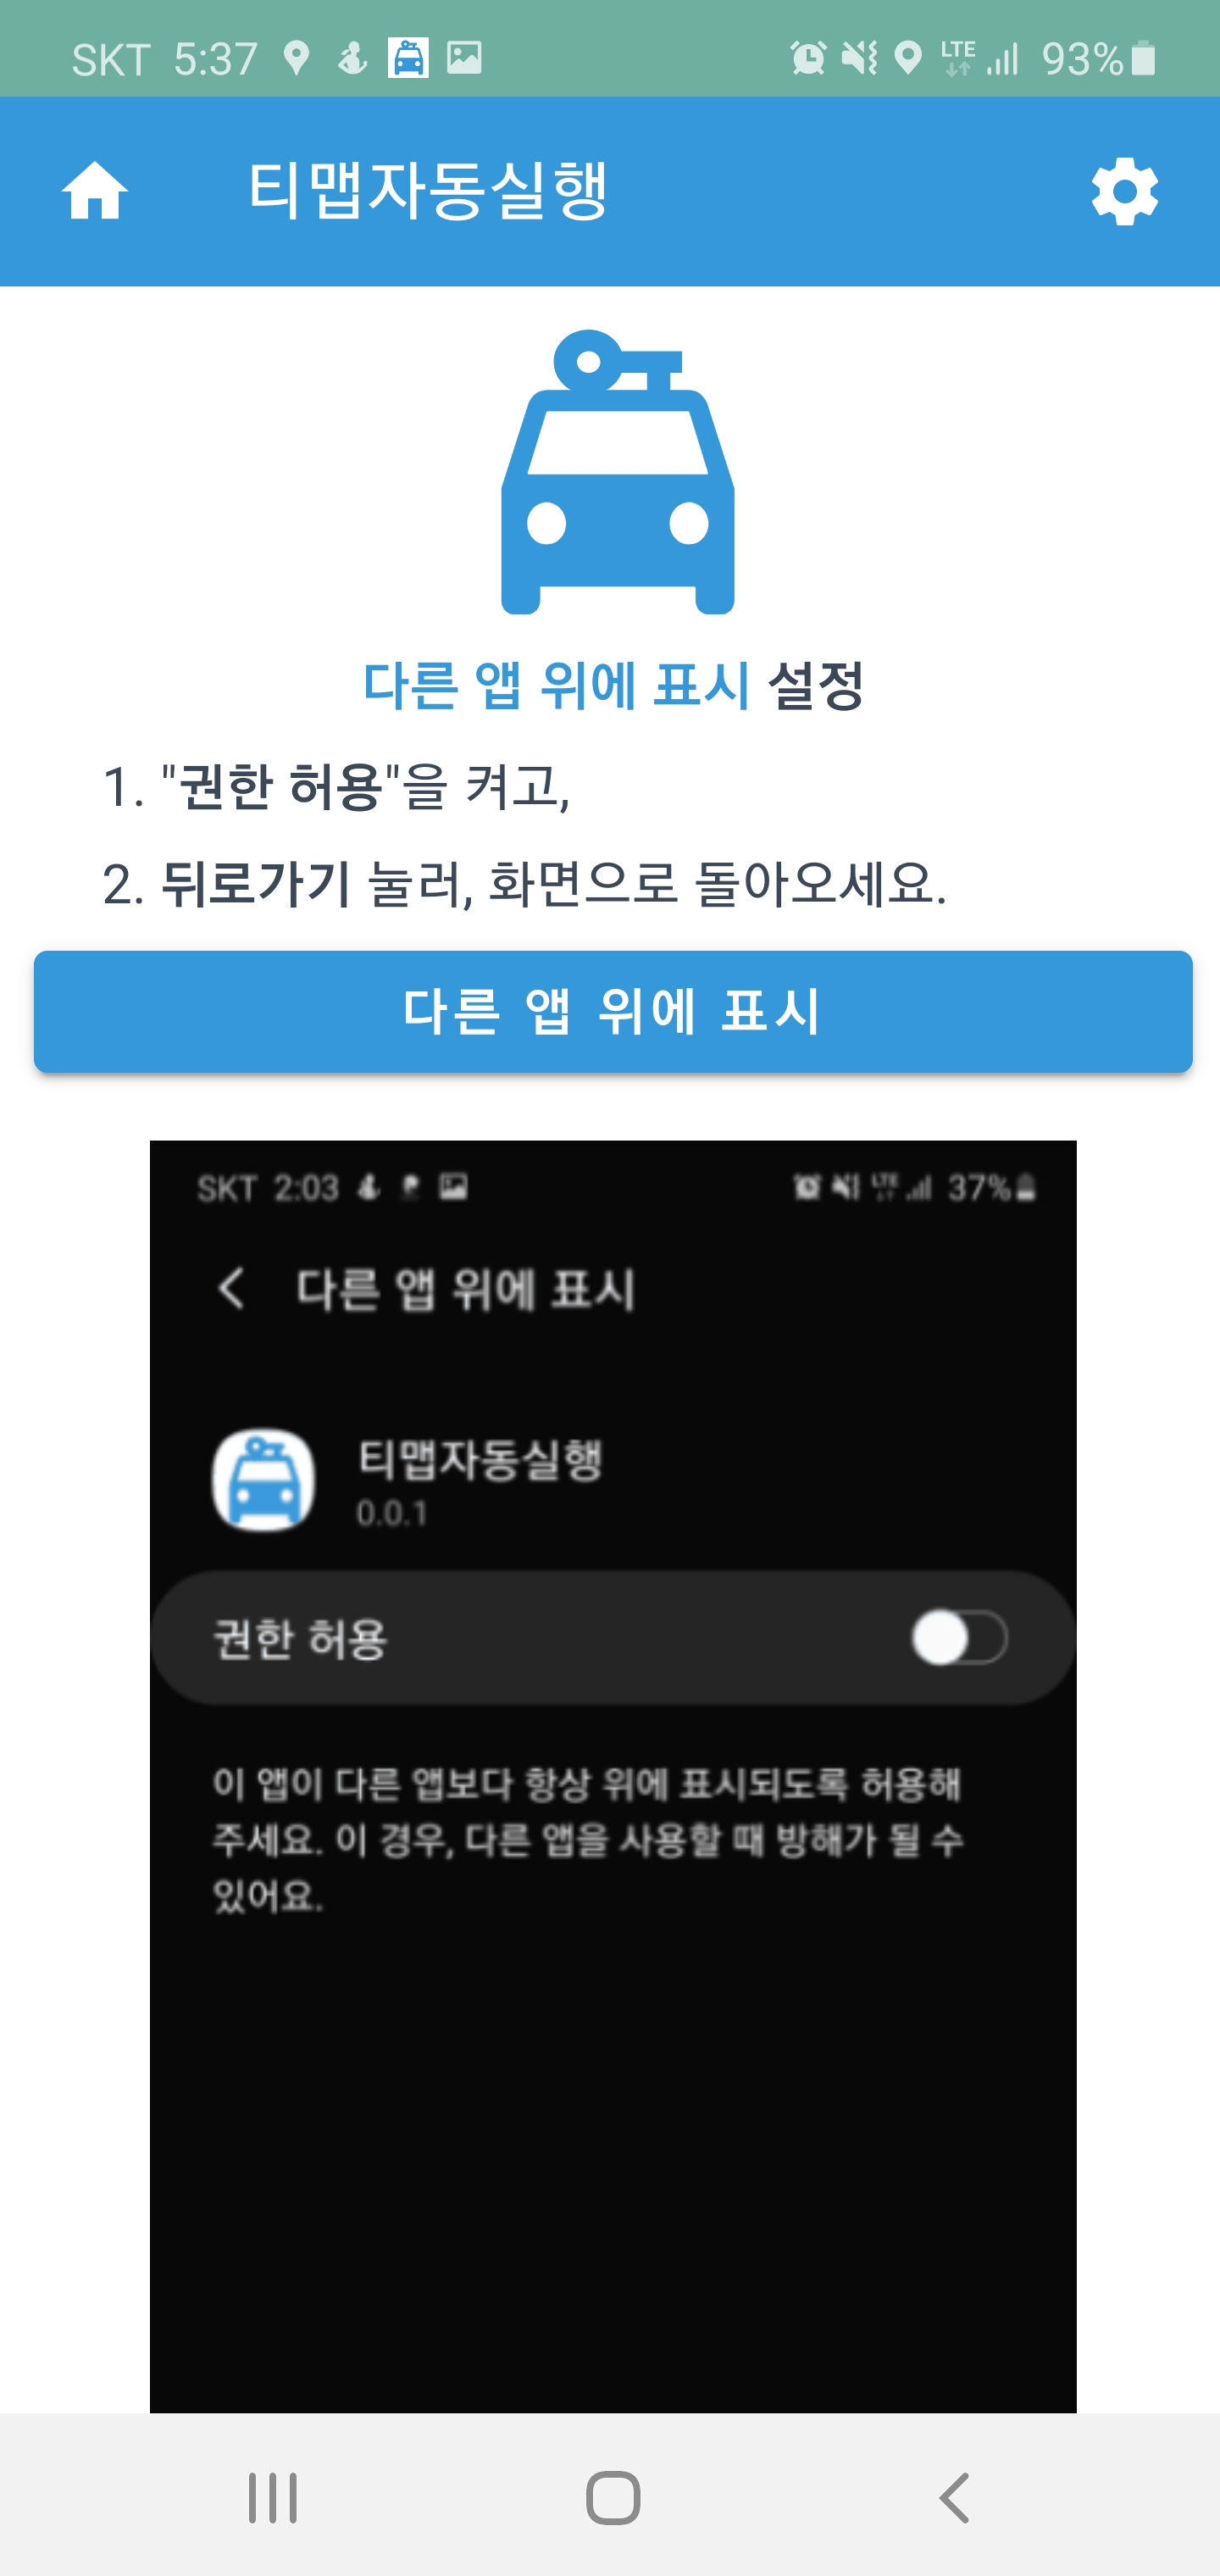 SKT 5:37 LTE 93%
티맵자동실행
다른 앱 위에 표시 설정
1. "권한 허용"을 켜고,
2. 뒤로가기 눌러, 화면으로 돌아오세요.
다른 앱 위에 표시
SKT 2:03 LTE 37%
다른 앱 위에 표시
티맵자동실행
0.0.1
권한 허용
이 앱이 다른 앱보다 항상 위에 표시되도록 허용해
주세요. 이 경우, 다른 앱을 사용할 때 방해가 될 수
있어요.